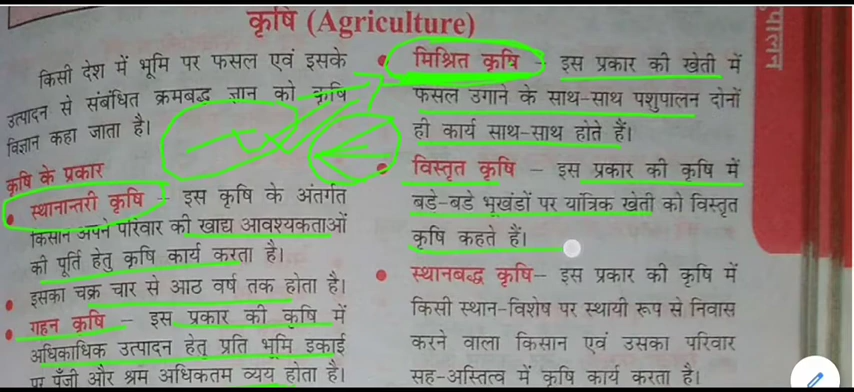 कृषि (Agriculture)
किसी देश में भूमि पर फसल एवं इसके
उत्पादन से संबंधित क्रमबद्ध ज्ञान को कृषि
विज्ञान कहा जाता है।
कृषि के प्रकार
• स्थानान्तरी कृषि – इस कृषि के अंतर्गत
किसान अपने परिवार की खाद्य आवश्यकताओं
की पूर्ति हेतु कृषि कार्य करता है।
• इसका चक्र चार से आठ वर्ष तक होता है।
• गहन कृषि – इस प्रकार की कृषि में
अधिकाधिक उत्पादन हेतु प्रति भूमि इकाई
पर पूँजी और श्रम अधिकतम व्यय होता है।
• मिश्रित कृषि – इस प्रकार की खेती में
फसल उगाने के साथ-साथ पशुपालन दोनों
ही कार्य साथ-साथ होते हैं।
• विस्तृत कृषि – इस प्रकार की कृषि में
बडे-बडे भूखंडों पर यांत्रिक खेती को विस्तृत
कृषि कहते हैं।
• स्थानबद्ध कृषि– इस प्रकार की कृषि में
किसी स्थान-विशेष पर स्थायी रूप से निवास
करने वाला किसान एवं उसका परिवार
सह-अस्तित्व में कृषि कार्य करता है।